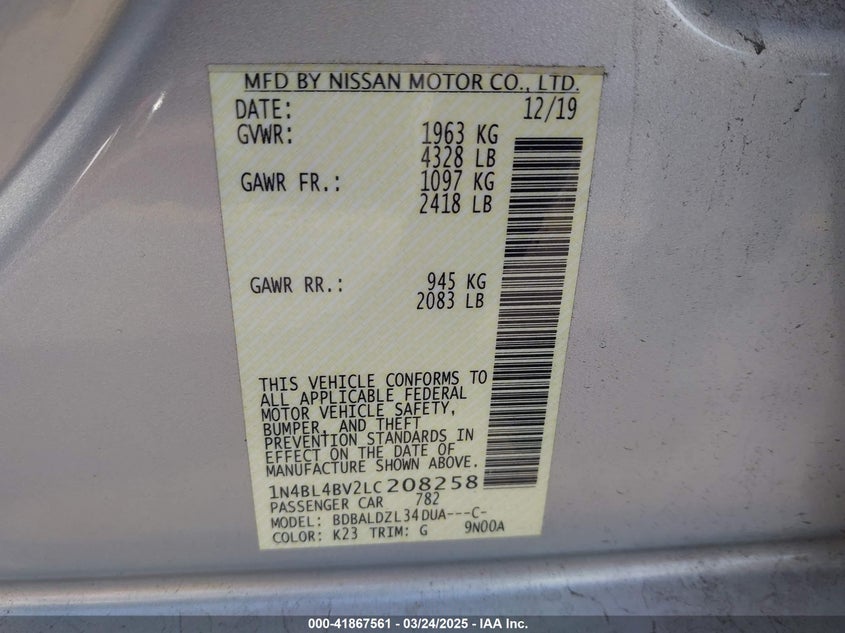 MFD BY NISSAN MOTOR CO., LTD.
DATE: 12/19
GVWR: 1963 KG
4328 LB
GAWR FR.: 1097 KG
2418 LB
GAWR RR.: 945 KG
2083 LB
THIS VEHICLE CONFORMS TO
ALL APPLICABLE FEDERAL
MOTOR VEHICLE SAFETY,
BUMPER, AND THEFT
PREVENTION STANDARDS IN
EFFECT ON THE DATE OF
MANUFACTURE SHOWN ABOVE.
1N4BL4BV2LC208258
PASSENGER CAR 782
MODEL: BDBALDZL34DUA---C-
COLOR: K23 TRIM: G 9N00A
000-41867561 - 03/24/2025 - IAA Inc.